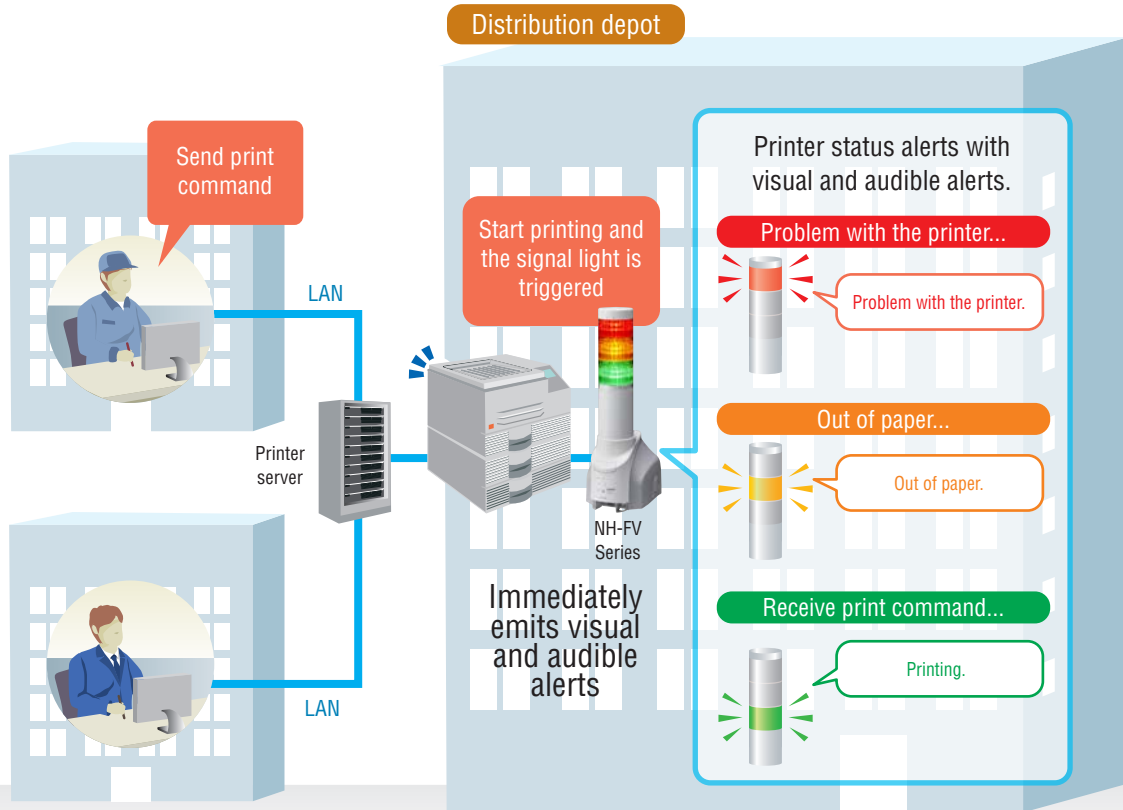 Distribution depot
Send print
command
LAN
Printer
server
LAN
Start printing and
the signal light is
triggered
NH-FV
Series
Immediately
emits visual
and audible
alerts
Printer status alerts with
visual and audible alerts.
Problem with the printer...
Problem with the printer.
Out of paper...
Out of paper.
Receive print command...
Printing.